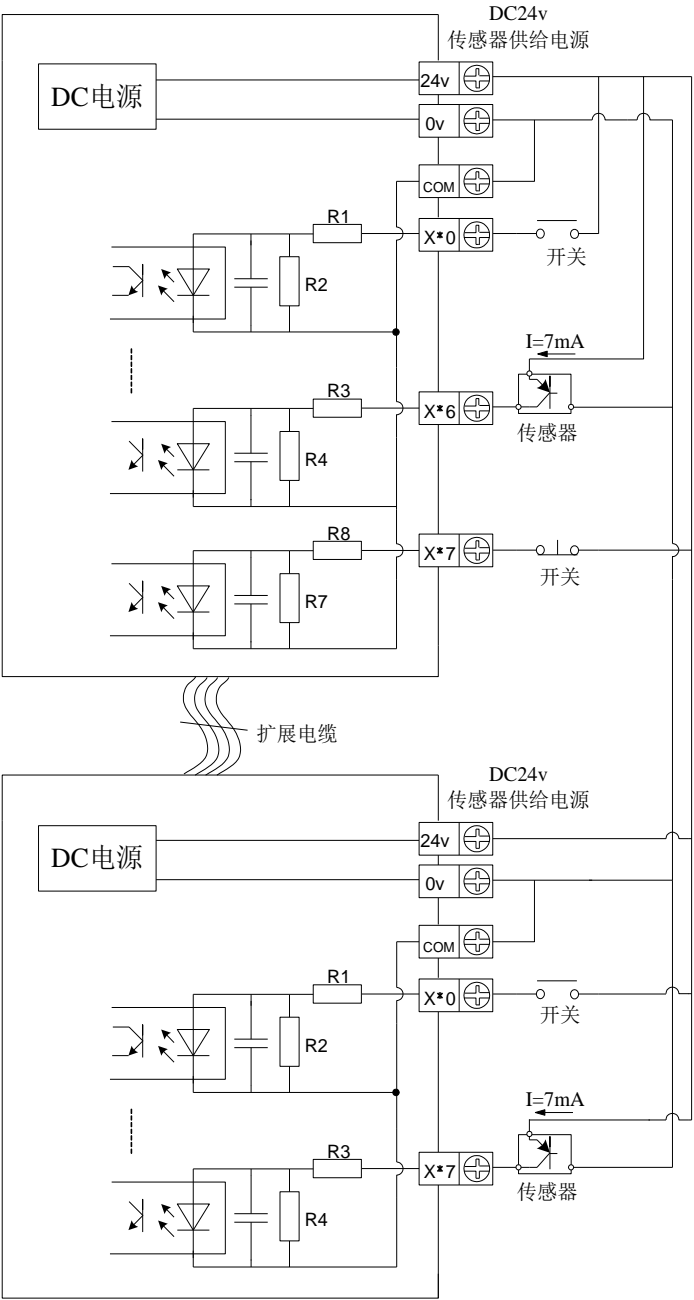 DC24v
传感器供给电源
DC电源
24v
0v
COM
R1
X*0
开关
R2
I=7mA
R3
X*6
传感器
R4
R8
X*7
开关
R7
扩展电缆
DC24v
传感器供给电源
DC电源
24v
0v
COM
R1
X*0
开关
R2
I=7mA
R3
X*7
传感器
R4